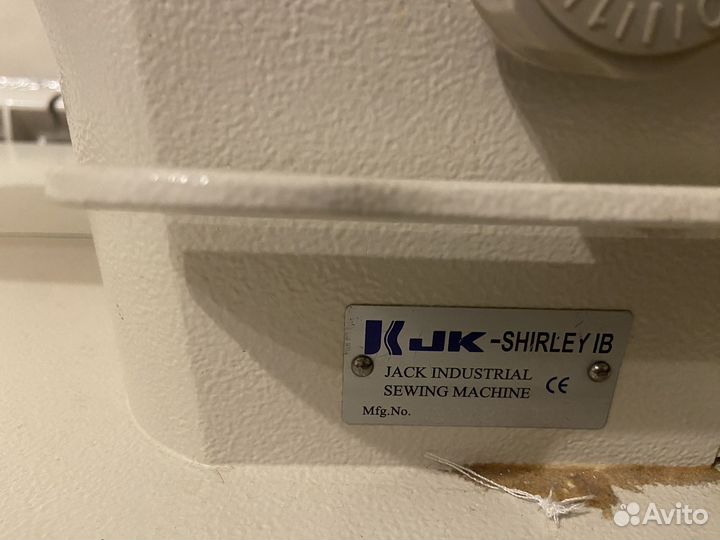 JK-SHIRLEY IB
JACK INDUSTRIAL
SEWING MACHINE CE
Mfg.No.
Avito